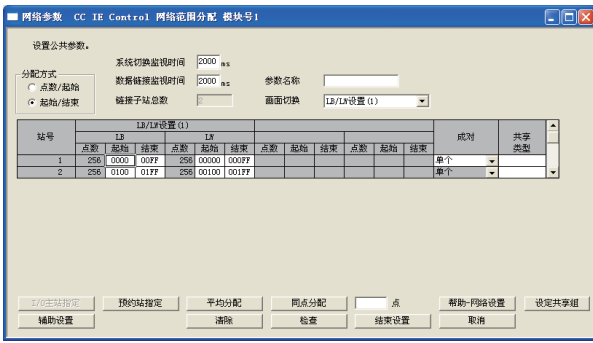 网络参数 CC IE Control 网络范围分配 模块号1
设置公共参数。
系统切换监视时间 2000 ms
分配方式
点数/起始
起始/结束
数据链接监视时间 2000 ms 参数名称
链接子站总数 2 画面切换 LB/LW设置(1)
站号 LB/LW设置(1) 成对 共享类型
LB LW
点数 起始 结束 点数 起始 结束 点数 起始 结束 点数 起始 结束
1 256 0000 00FF 256 00000 000FF 单个
2 256 0100 01FF 256 00100 001FF 单个
I/O主站指定 预约站指定 平均分配 同点分配 点 帮助-网络设置 设定共享组
辅助设置 清除 检查 结束设置 取消